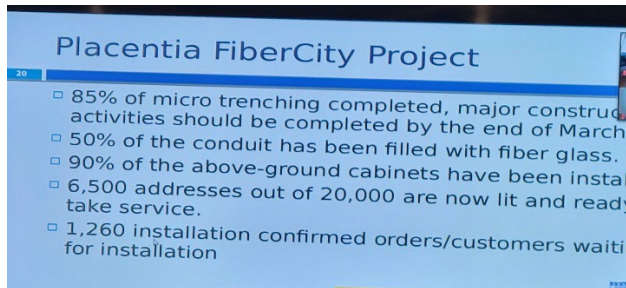 Placentia FiberCity Project
20
85% of micro trenching completed, major construc
activities should be completed by the end of March
50% of the conduit has been filled with fiber glass.
90% of the above-ground cabinets have been instal
6,500 addresses out of 20,000 are now lit and ready
take service.
1,260 installation confirmed orders/customers waiti
for installation